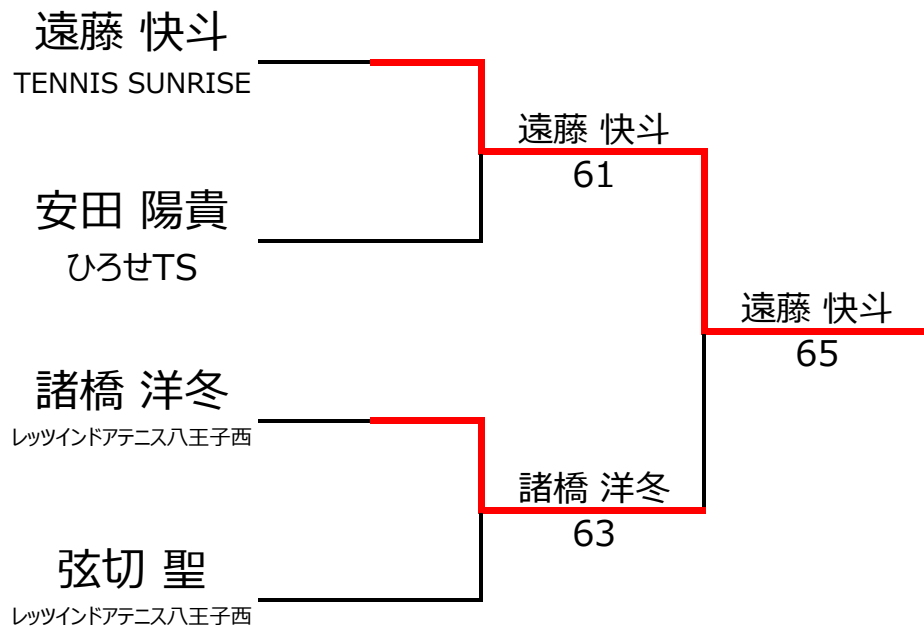 遠藤 快斗
TENNIS SUNRISE
安田 陽貴
ひろせTS
諸橋 洋冬
レッツインドアテニス八王子西
弦切 聖
レッツインドアテニス八王子西
遠藤 快斗
61
諸橋 洋冬
63
遠藤 快斗
65